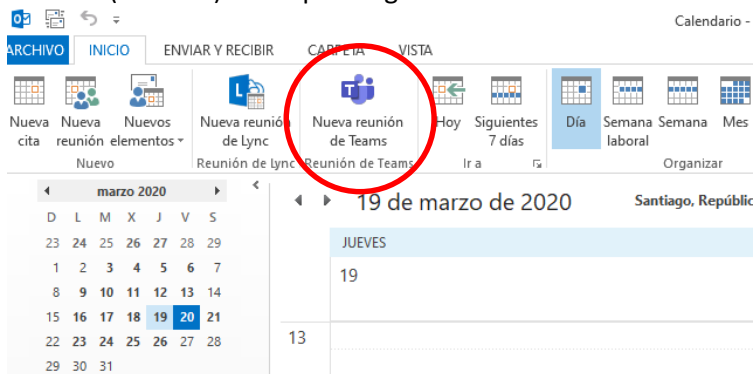 Calendario -
ARCHIVO INICIO ENVIAR Y RECIBIR CARPETA VISTA
Nueva cita
Nueva reunión
Nuevos elementos
Nueva reunión de Lync
Nueva reunión de Teams
Hoy
Siguientes 7 días
Día
Semana laboral
Semana
Mes
Nuevo
Reunión de Lync
Reunión de Teams
Ir a
Organizar
marzo 2020
D L M X J V S
23 24 25 26 27 28 29
1 2 3 4 5 6 7
8 9 10 11 12 13 14
15 16 17 18 19 20 21
22 23 24 25 26 27 28
29 30 31
19 de marzo de 2020
Santiago, Repúblic
JUEVES
19
13